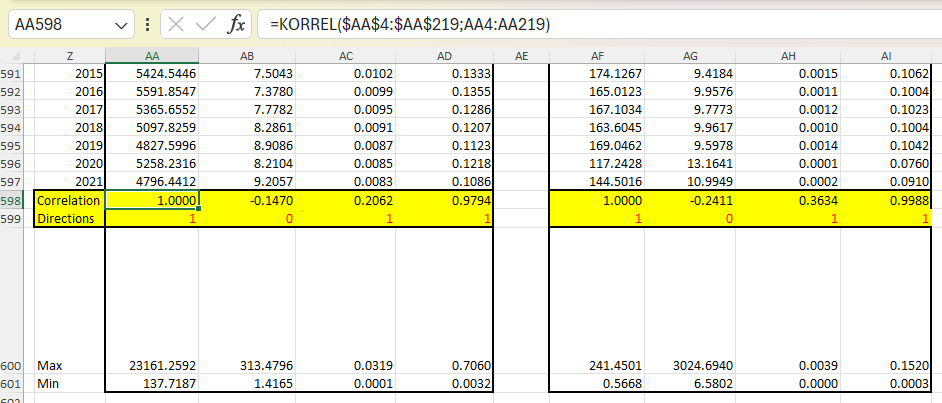 AA598 fx =KORREL($AA$4:$AA$219;AA4:AA219)
Z AA AB AC AD AE AF AG AH AI
591 2015 5424.5446 7.5043 0.0102 0.1333 174.1267 9.4184 0.0015 0.1062
592 2016 5591.8547 7.3780 0.0099 0.1355 165.0123 9.9576 0.0011 0.1004
593 2017 5365.6552 7.7782 0.0095 0.1286 167.1034 9.7773 0.0012 0.1023
594 2018 5097.8259 8.2861 0.0091 0.1207 163.6045 9.9617 0.0010 0.1004
595 2019 4827.5996 8.9086 0.0087 0.1123 169.0462 9.5978 0.0014 0.1042
596 2020 5258.2316 8.2104 0.0085 0.1218 117.2428 13.1641 0.0001 0.0760
597 2021 4796.4412 9.2057 0.0083 0.1086 144.5016 10.9949 0.0002 0.0910
598 Correlation 1.0000 -0.1470 0.2062 0.9794 1.0000 -0.2411 0.3634 0.9988
599 Directions 1 0 1 1 1 0 1 1
600 Max 23161.2592 313.4796 0.0319 0.7060 241.4501 3024.6940 0.0039 0.1520
601 Min 137.7187 1.4165 0.0001 0.0032 0.5668 6.5802 0.0000 0.0003